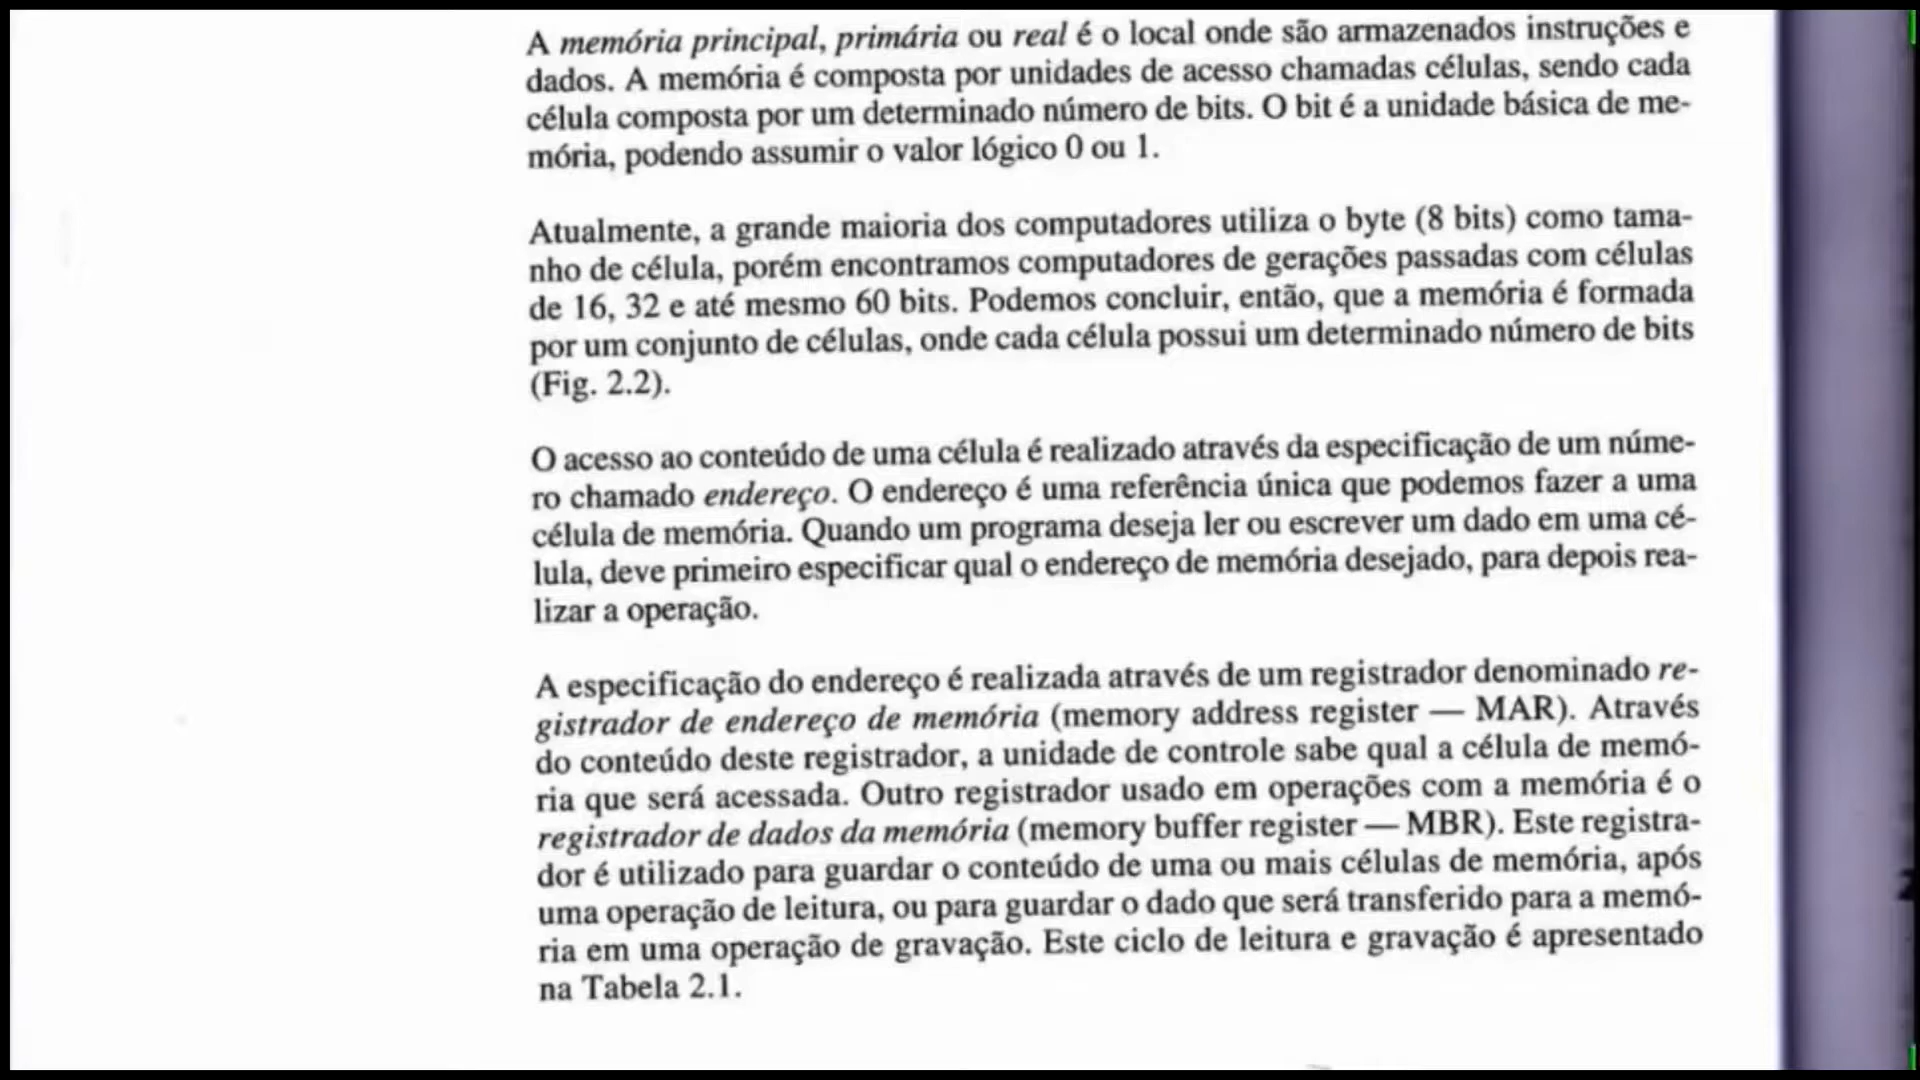 A memória principal, primária ou real é o local onde são armazenados instruções e
dados. A memória é composta por unidades de acesso chamadas células, sendo cada
célula composta por um determinado número de bits. O bit é a unidade básica de me-
mória, podendo assumir o valor lógico 0 ou 1.
Atualmente, a grande maioria dos computadores utiliza o byte (8 bits) como tama-
nho de célula, porém encontramos computadores de gerações passadas com células
de 16, 32 e até mesmo 60 bits. Podemos concluir, então, que a memória é formada
por um conjunto de células, onde cada célula possui um determinado número de bits
(Fig. 2.2).
O acesso ao conteúdo de uma célula é realizado através da especificação de um núme-
ro chamado endereço. O endereço é uma referência única que podemos fazer a uma
célula de memória. Quando um programa deseja ler ou escrever um dado em uma cé-
lula, deve primeiro especificar qual o endereço de memória desejado, para depois rea-
lizar a operação.
A especificação do endereço é realizada através de um registrador denominado re-
gistrador de endereço de memória (memory address register — MAR). Através
do conteúdo deste registrador, a unidade de controle sabe qual a célula de memó-
ria que será acessada. Outro registrador usado em operações com a memória é o
registrador de dados da memória (memory buffer register — MBR). Este registra-
dor é utilizado para guardar o conteúdo de uma ou mais células de memória, após
uma operação de leitura, ou para guardar o dado que será transferido para a memó-
ria em uma operação de gravação. Este ciclo de leitura e gravação é apresentado
na Tabela 2.1.